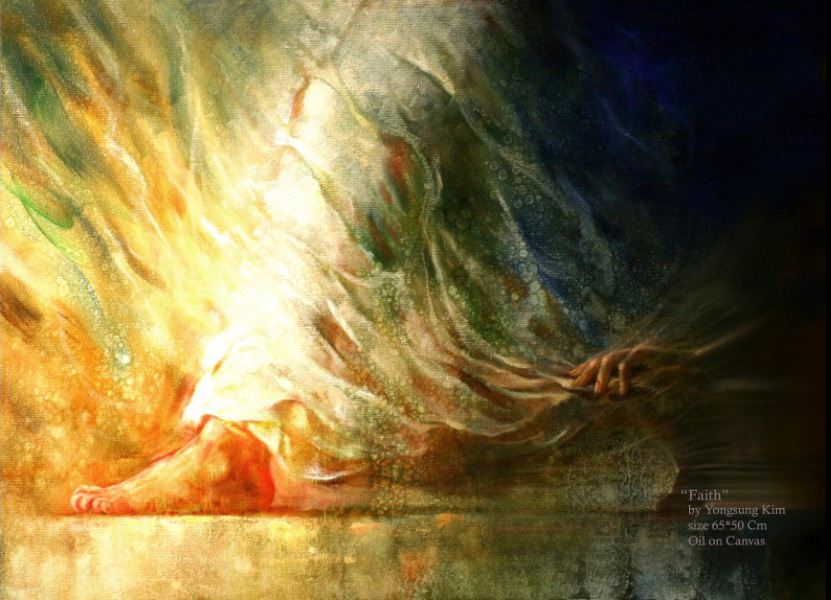 “Faith”
by Yongsung Kim
size 65*50 Cm
Oil on Canvas